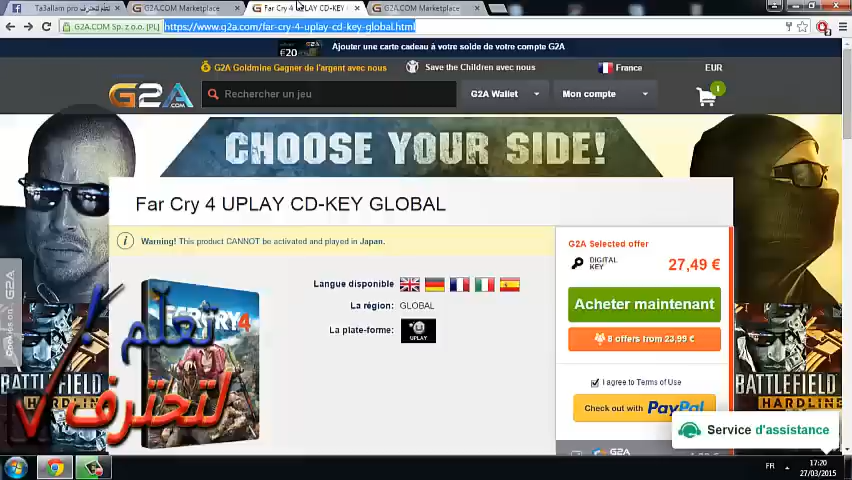 Ta3allam pro تعلم لتحترف
G2A.COM Marketplace
Far Cry 4 UPLAY CD-KEY
G2A.COM Marketplace
G2A.COM Sp. z o.o. [PL]
https://www.g2a.com/far-cry-4-uplay-cd-key-global.html
€20
Ajouter une carte cadeau à votre solde de votre compte G2A
G2A Goldmine Gagner de l'argent avec nous
Save the Children avec nous
France
EUR
G2A
.COM
Rechercher un jeu
G2A Wallet
Mon compte
1
CHOOSE YOUR SIDE!
Far Cry 4 UPLAY CD-KEY GLOBAL
Warning! This product CANNOT be activated and played in Japan.
G2A Selected offer
DIGITAL
KEY
27,49 €
Langue disponible
La région: GLOBAL
La plate-forme:
UPLAY
Acheter maintenant
8 offers from 23,99 €
I agree to Terms of Use
Check out with PayPal
G2A
Service d'assistance
FARCRY4
تعلم !
لتحترف
BATTLEFIELD
HARDLINE
BATTLEFIELD
HARDLINE
FR
17:20
27/03/2015